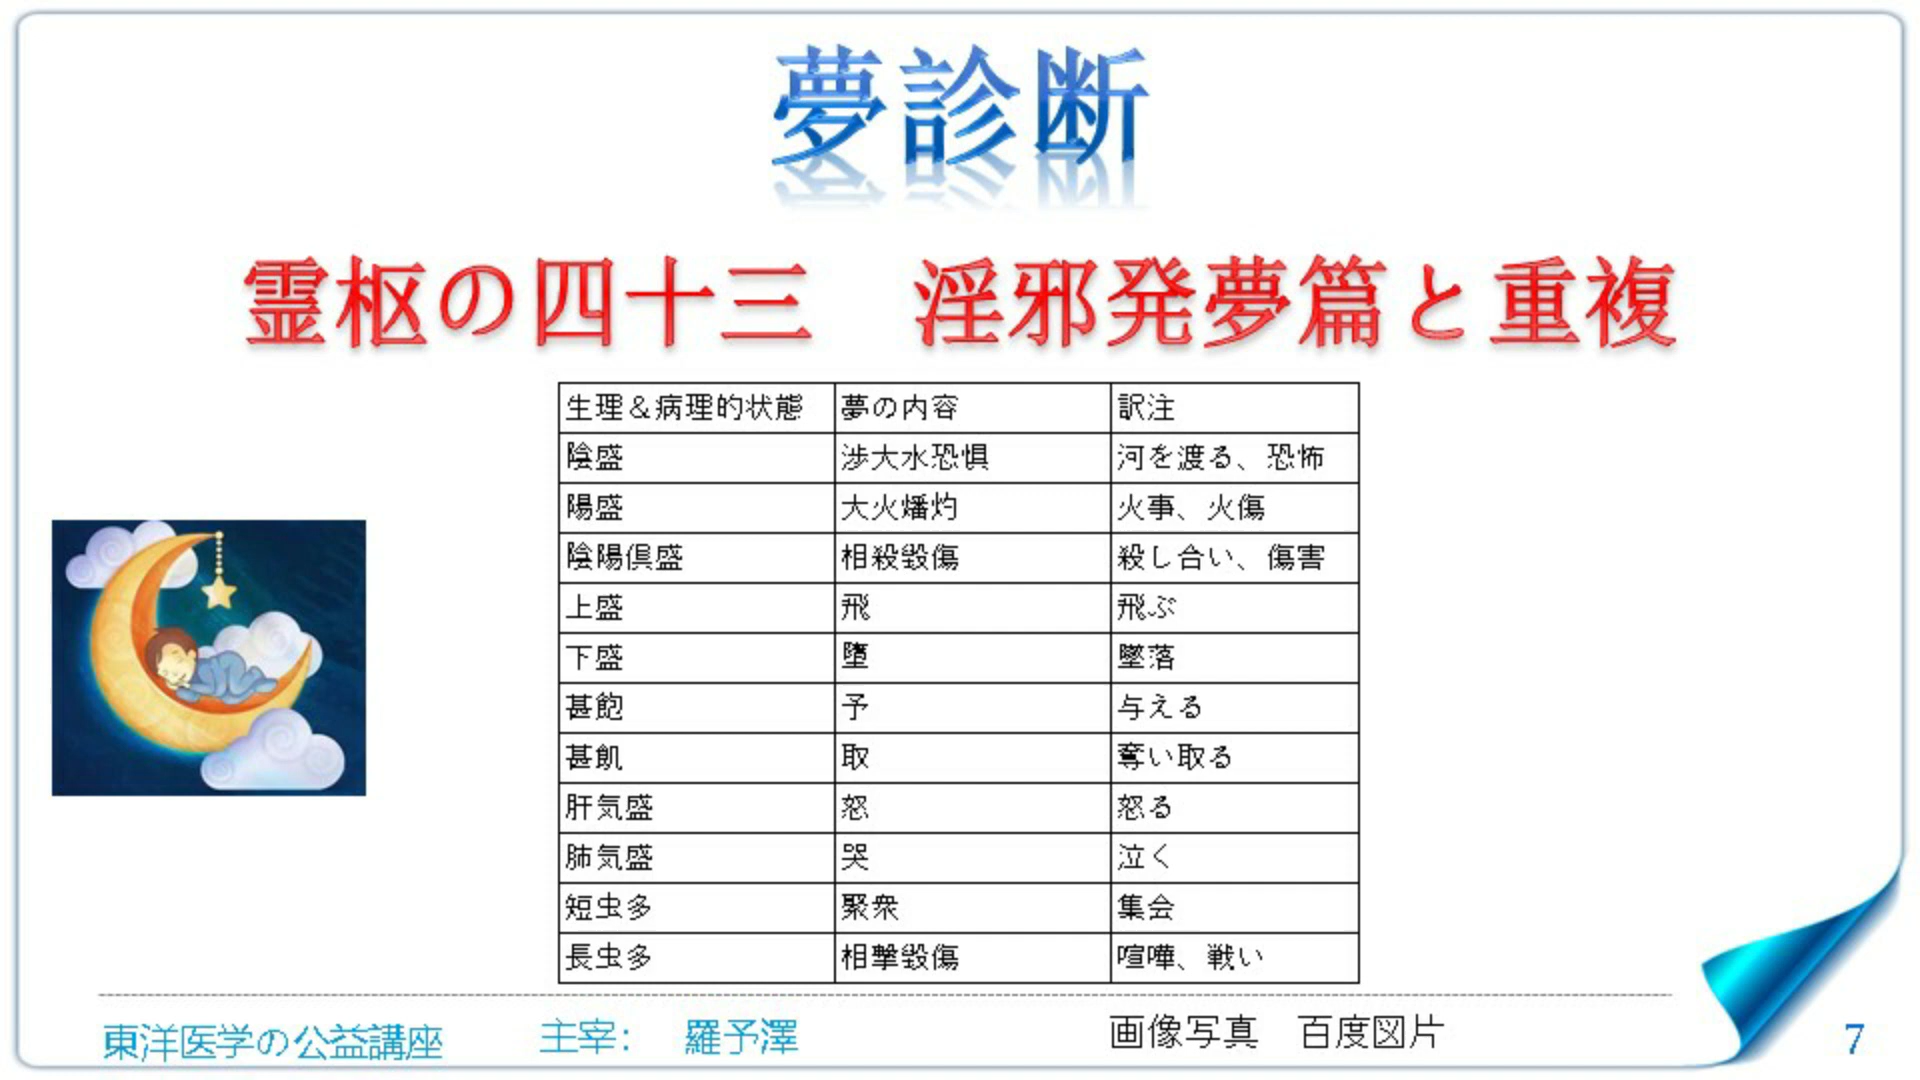 夢診断
霊枢の四十三　淫邪発夢篇と重複
生理＆病理的状態 夢の内容 訳注
陰盛 渉大水恐惧 河を渡る、恐怖
陽盛 大火燔灼 火事、火傷
陰陽倶盛 相殺毀傷 殺し合い、傷害
上盛 飛 飛ぶ
下盛 墮 墜落
甚飽 予 与える
甚飢 取 奪い取る
肝気盛 怒 怒る
肺気盛 哭 泣く
短虫多 聚衆 集会
長虫多 相撃毀傷 喧嘩、戦い
東洋医学の公益講座　主宰：　羅予澤　画像写真　百度図片　7